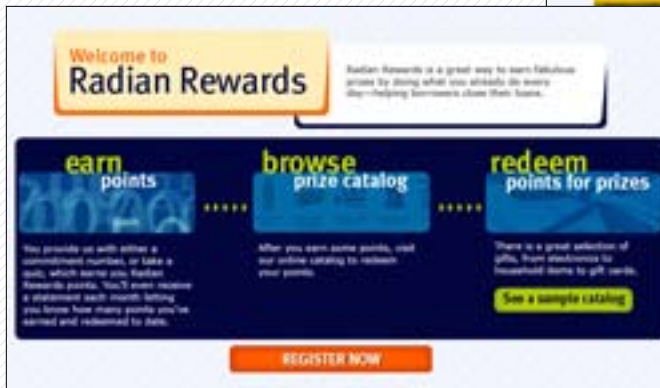 Welcome to
Radian Rewards
Radian Rewards is a great way to earn fabulous
prizes by doing what you already do every
day—helping borrowers close their loans.
earn
points
You provide us with either a
commitment number, or take a
quiz, which earns you Radian
Rewards points. You'll even receive
a statement each month letting
you know how many points you've
earned and redeemed to date.
browse
prize catalog
After you earn some points, visit
our online catalog to redeem
your points.
redeem
points for prizes
There is a great selection of
gifts, from electronics to
household items to gift cards.
See a sample catalog
REGISTER NOW